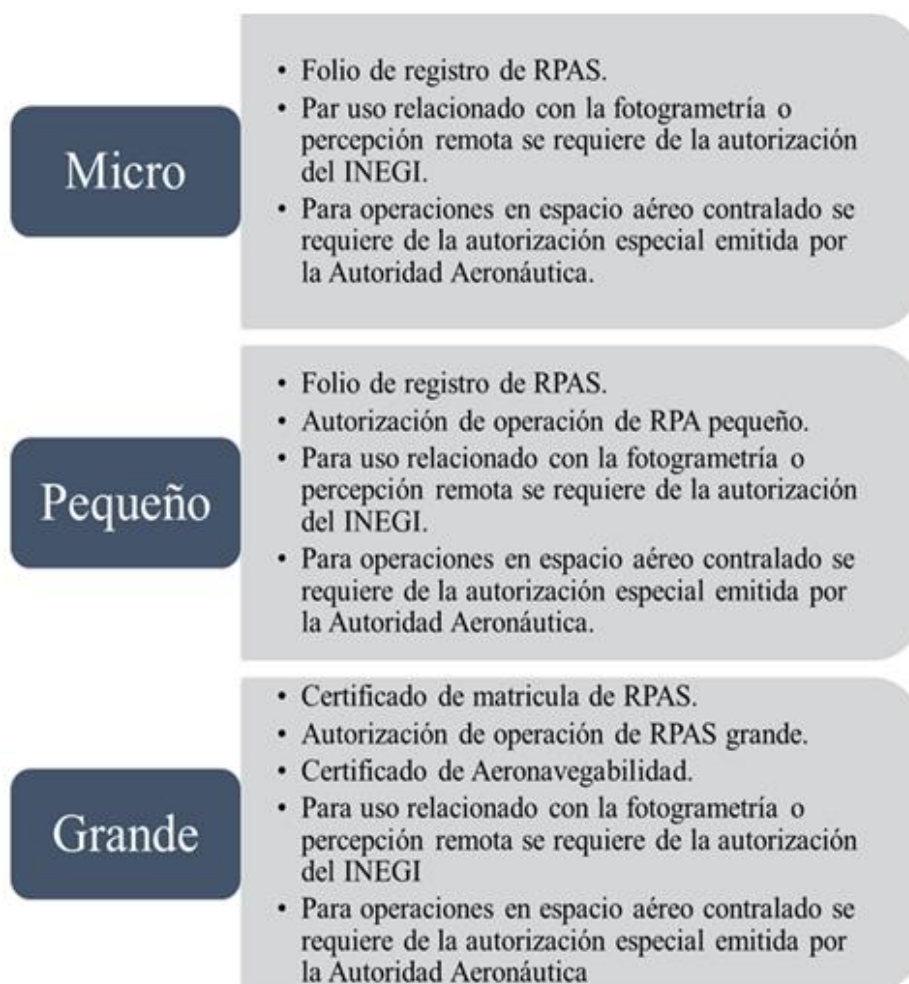 Micro
• Folio de registro de RPAS.
• Par uso relacionado con la fotogrametría o
percepción remota se requiere de la autorización
del INEGI.
• Para operaciones en espacio aéreo contralado se
requiere de la autorización especial emitida por
la Autoridad Aeronáutica.
Pequeño
• Folio de registro de RPAS.
• Autorización de operación de RPA pequeño.
• Para uso relacionado con la fotogrametría o
percepción remota se requiere de la autorización
del INEGI.
• Para operaciones en espacio aéreo contralado se
requiere de la autorización especial emitida por
la Autoridad Aeronáutica.
Grande
• Certificado de matricula de RPAS.
• Autorización de operación de RPAS grande.
• Certificado de Aeronavegabilidad.
• Para uso relacionado con la fotogrametría o
percepción remota se requiere de la autorización
del INEGI
• Para operaciones en espacio aéreo contralado se
requiere de la autorización especial emitida por
la Autoridad Aeronáutica